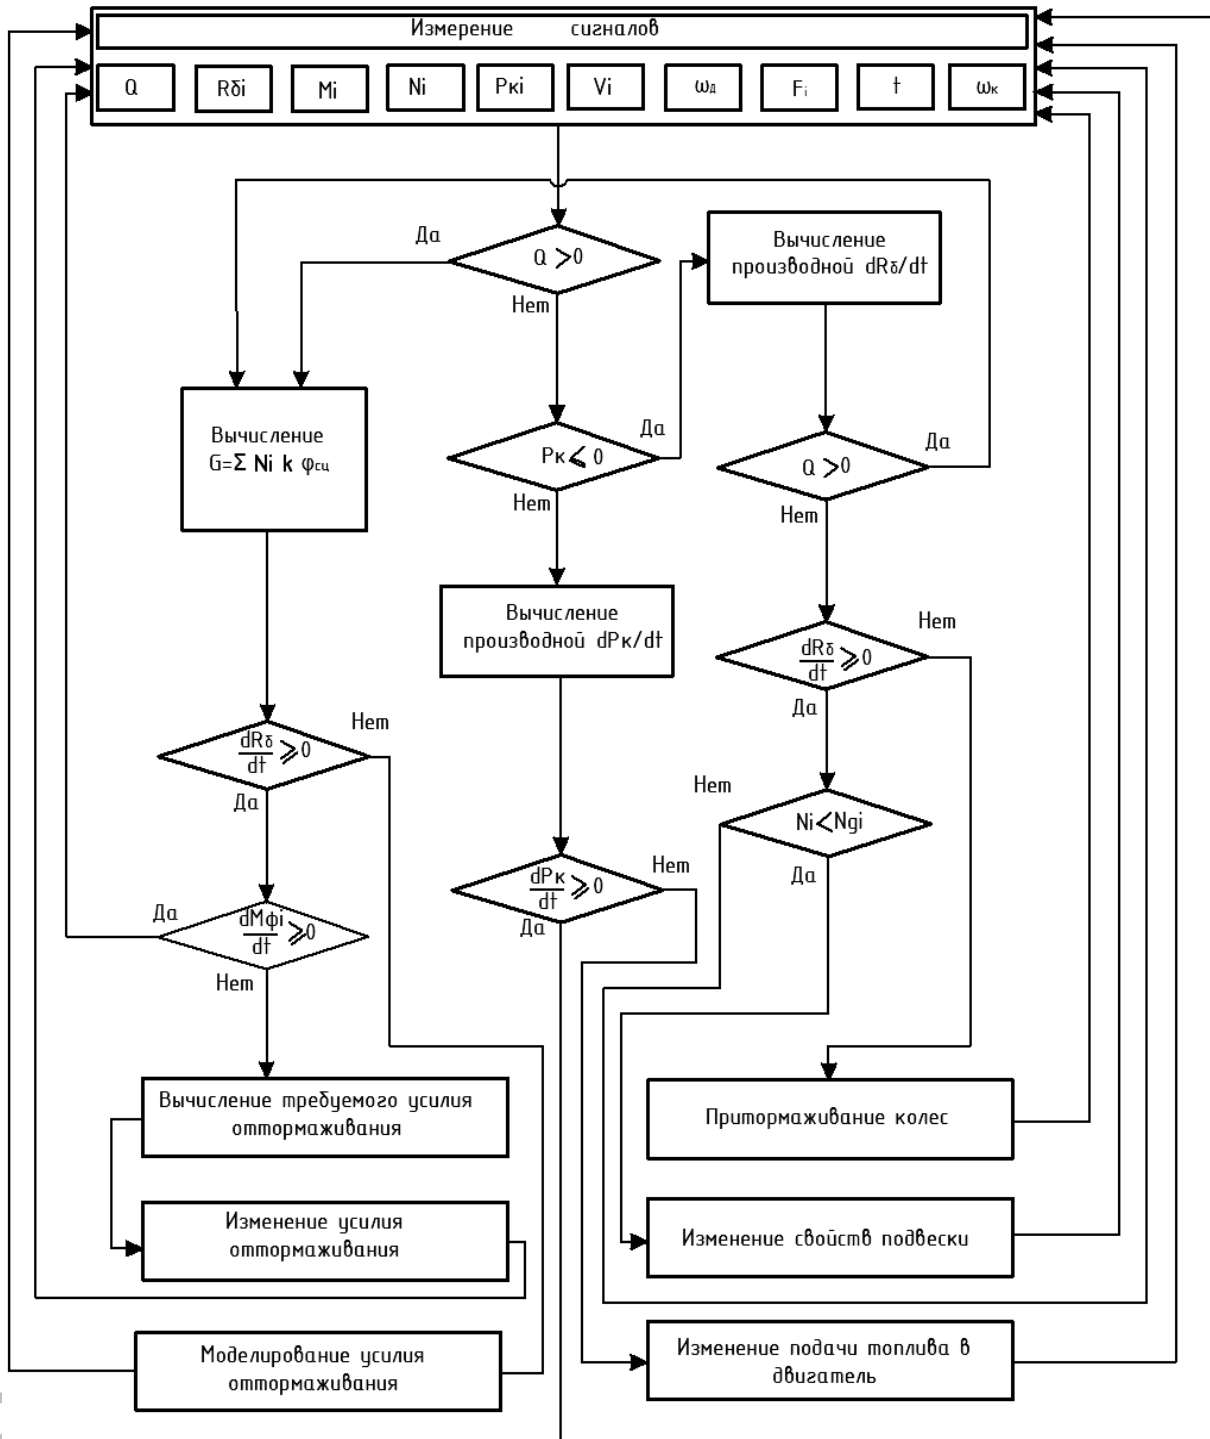 Измерение сигналов
Q Rδi Mi Ni Pкi Vi ωд Fi t ωк
Да
Q >0
Нет
Вычисление
производной dRδ/dt
Вычисление
G=Σ Ni k φсц
Pк⩽ 0
Да
Нет
Q >0
Да
Нет
Вычисление
производной dPк/dt
dRδ/dt ⩾0
Нет
Да
dRδ/dt ⩾0
Нет
Да
Нет
Ni<Ngi
Да
dPк/dt ⩾0
Нет
Да
Да
dMφi/dt ⩾0
Нет
Вычисление требуемого усилия
оттормаживания
Притормаживание колес
Изменение усилия
оттормаживания
Изменение свойств подвески
Моделирование усилия
оттормаживания
Изменение подачи топлива в
двигатель